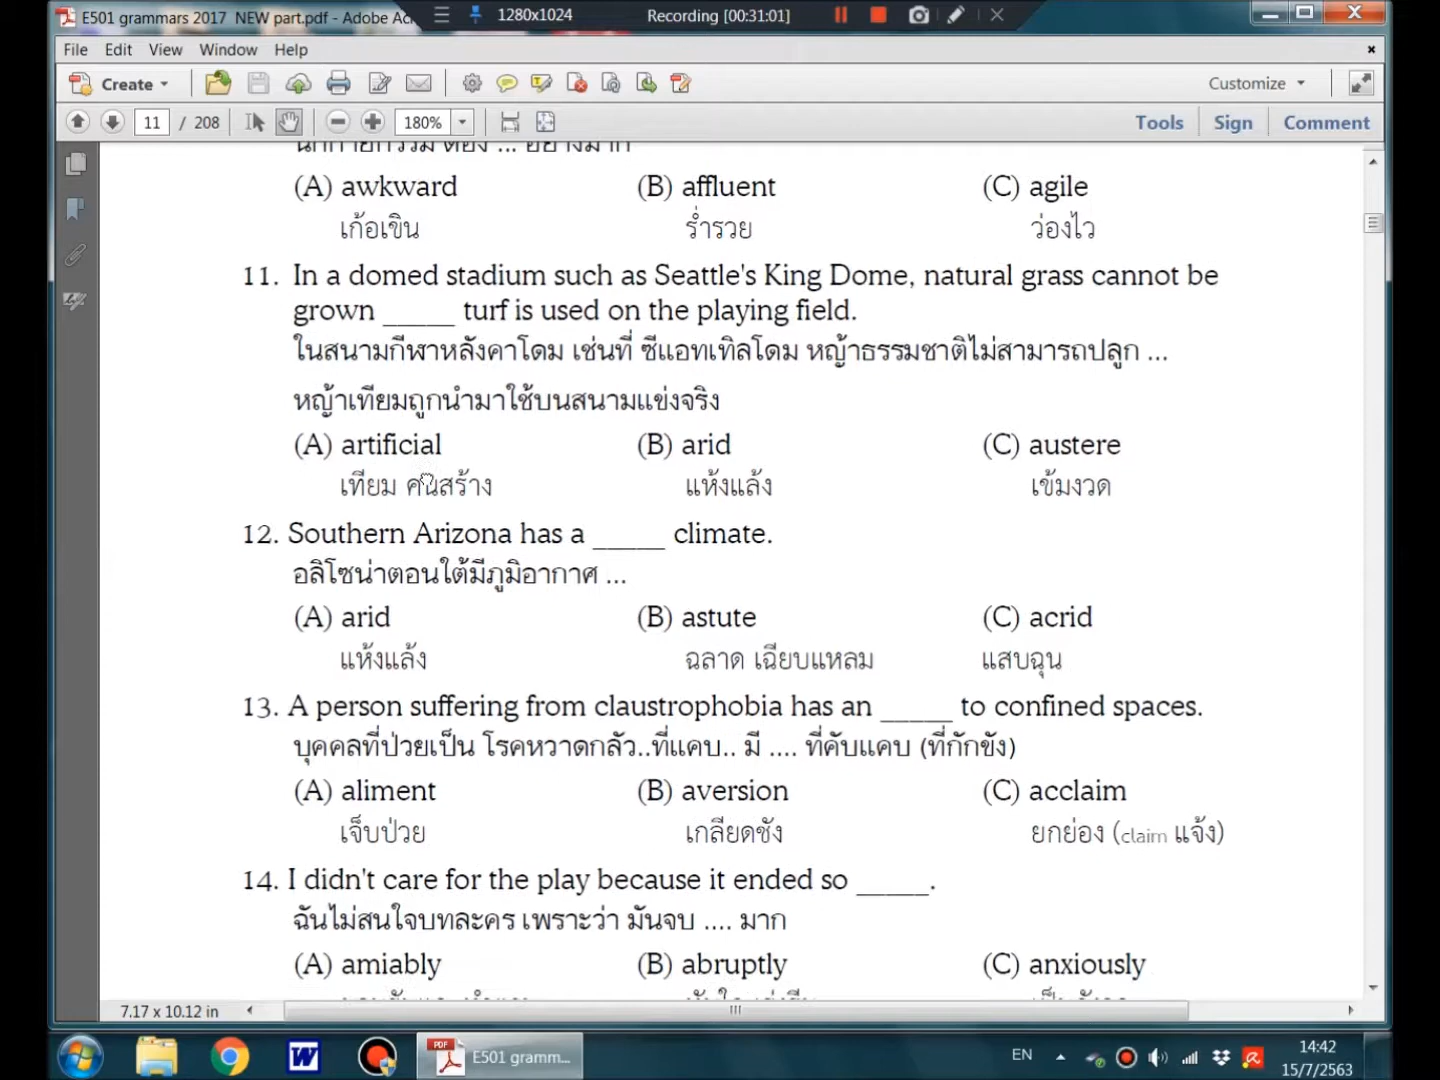 E501 grammars 2017 NEW part.pdf - Adobe Ac
1280x1024
Recording [00:31:01]
File Edit View Window Help
Create
Customize
11 / 208
180%
Tools Sign Comment
(A) awkward (B) affluent (C) agile
เก้อเขิน ร่ำรวย ว่องไว
11. In a domed stadium such as Seattle's King Dome, natural grass cannot be
grown _____ turf is used on the playing field.
ในสนามกีฬาหลังคาโดม เช่นที่ ซีแอทเทิลโดม หญ้าธรรมชาติไม่สามารถปลูก ...
หญ้าเทียมถูกนำมาใช้บนสนามแข่งจริง
(A) artificial (B) arid (C) austere
เทียม คนสร้าง แห้งแล้ง เข้มงวด
12. Southern Arizona has a _____ climate.
อลิโซน่าตอนใต้มีภูมิอากาศ ...
(A) arid (B) astute (C) acrid
แห้งแล้ง ฉลาด เฉียบแหลม แสบฉุน
13. A person suffering from claustrophobia has an _____ to confined spaces.
บุคคลที่ป่วยเป็น โรคหวาดกลัว..ที่แคบ.. มี .... ที่คับแคบ (ที่กักขัง)
(A) aliment (B) aversion (C) acclaim
เจ็บป่วย เกลียดชัง ยกย่อง (claim แจ้ง)
14. I didn't care for the play because it ended so _____.
ฉันไม่สนใจบทละคร เพราะว่า มันจบ .... มาก
(A) amiably (B) abruptly (C) anxiously
7.17 x 10.12 in
E501 gramm...
EN
14:42
15/7/2563